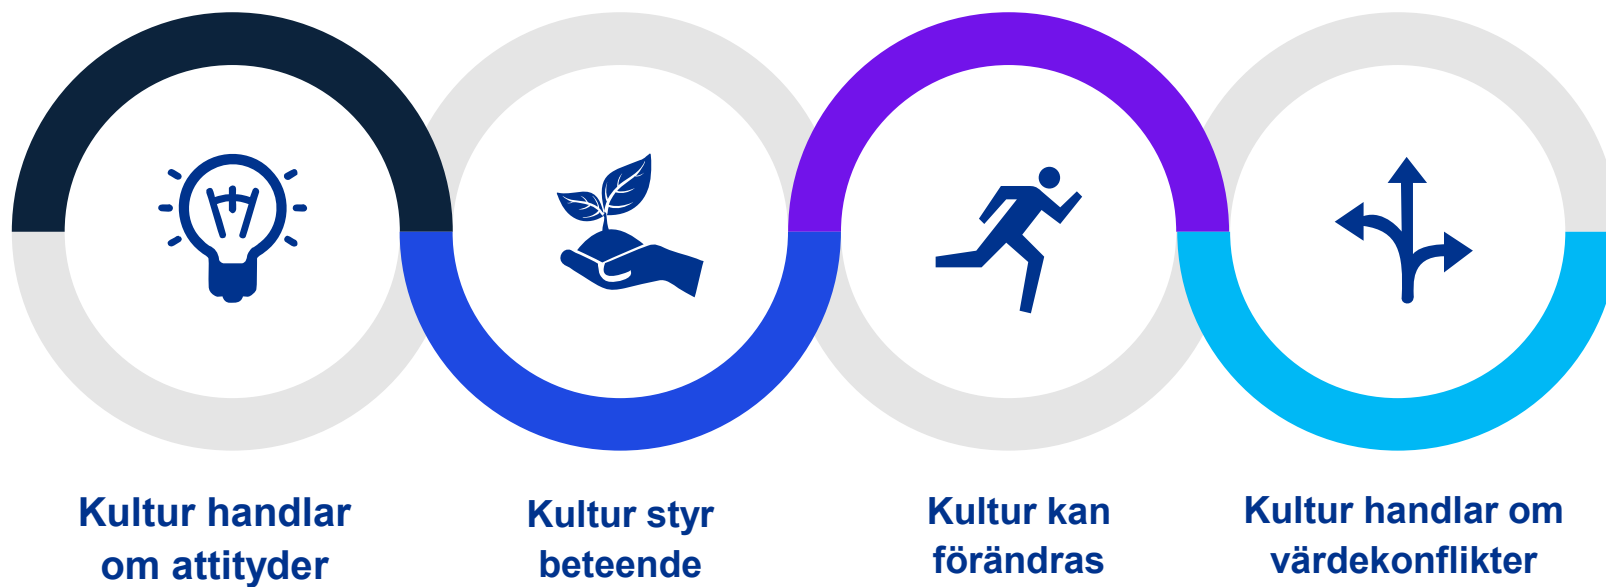 Kultur handlar
om attityder
Kultur styr
beteende
Kultur kan
förändras
Kultur handlar om
värdekonflikter